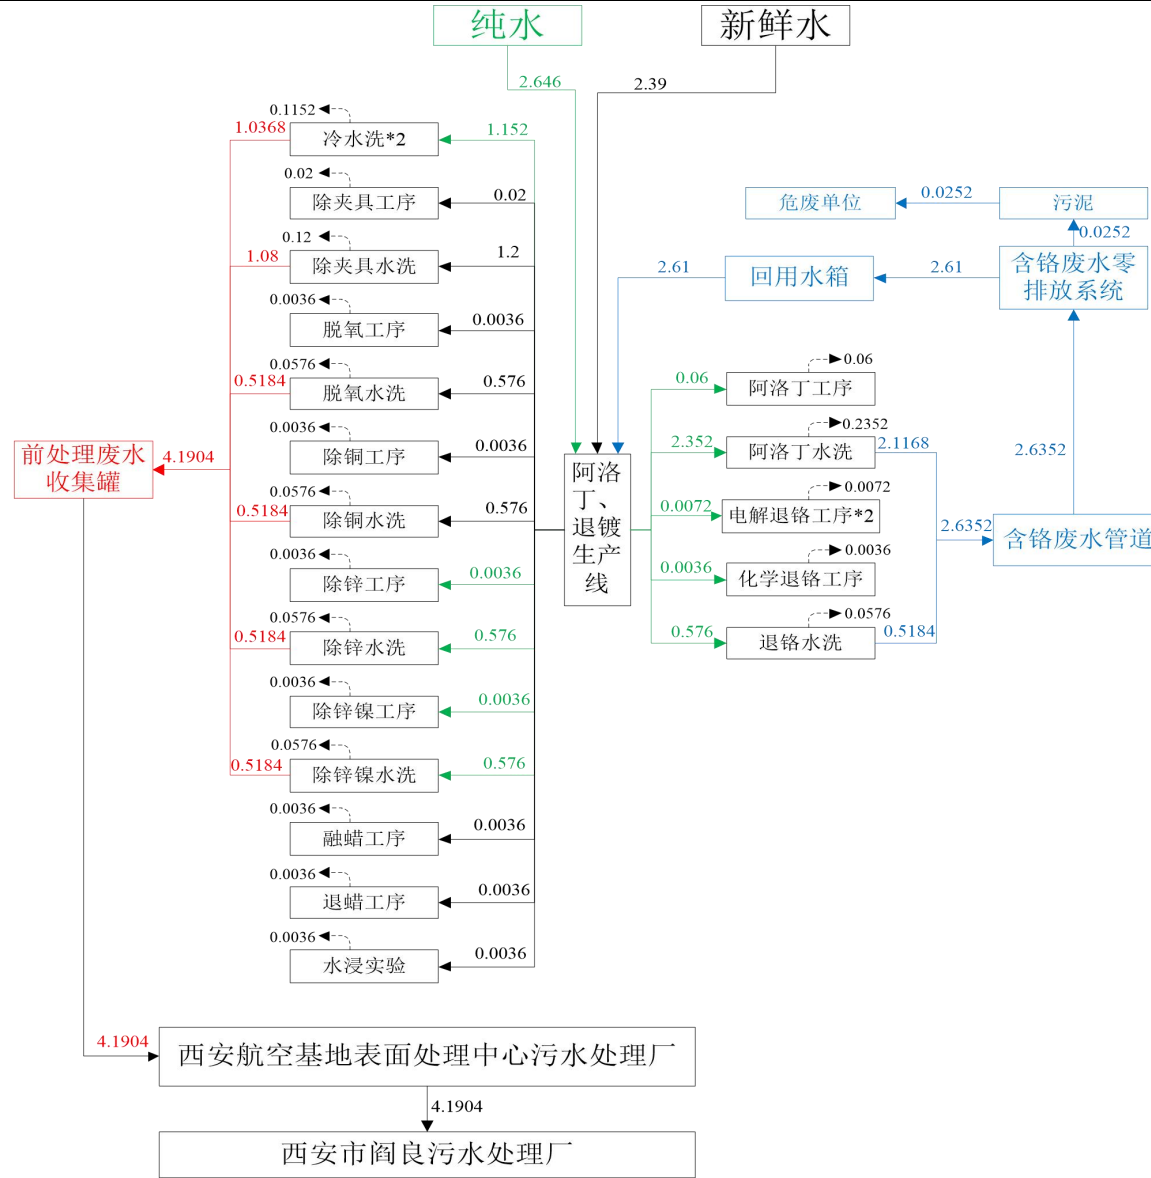 纯水
新鲜水
2.646
2.39
0.1152
1.0368
冷水洗*2
1.152
0.02
除夹具工序
0.02
0.12
1.08
除夹具水洗
1.2
0.0036
脱氧工序
0.0036
0.0576
0.5184
脱氧水洗
0.576
0.0036
除铜工序
0.0036
0.0576
0.5184
除铜水洗
0.576
0.0036
除锌工序
0.0036
0.0576
0.5184
除锌水洗
0.576
0.0036
除锌镍工序
0.0036
0.0576
0.5184
除锌镍水洗
0.576
0.0036
融蜡工序
0.0036
0.0036
退蜡工序
0.0036
0.0036
水浸实验
0.0036
前处理废水
收集罐
4.1904
阿洛
丁、
退镀
生产
线
危废单位
0.0252
污泥
0.0252
2.61
回用水箱
2.61
含铬废水零
排放系统
0.06
0.06
阿洛丁工序
0.2352
2.352
阿洛丁水洗
2.1168
0.0072
0.0072
电解退铬工序*2
0.0036
0.0036
化学退铬工序
0.0576
0.576
退铬水洗
0.5184
2.6352
2.6352
含铬废水管道
4.1904
西安航空基地表面处理中心污水处理厂
4.1904
西安市阎良污水处理厂